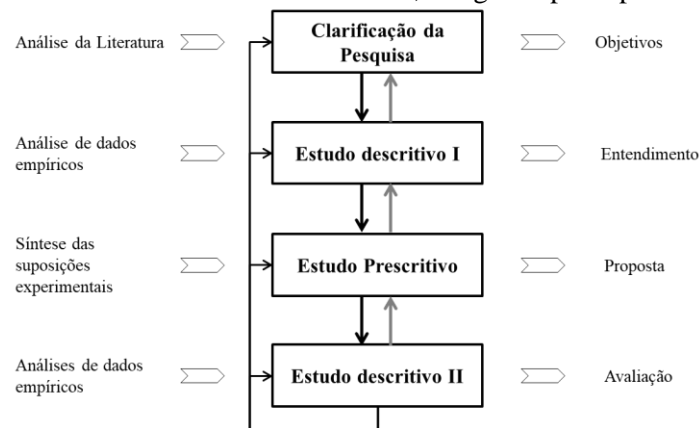 Clarificação da
Pesquisa
Análise da Literatura
Objetivos
Análise de dados
empíricos
Estudo descritivo I
Entendimento
Síntese das
suposições
experimentais
Estudo Prescritivo
Proposta
Análises de dados
empíricos
Estudo descritivo II
Avaliação